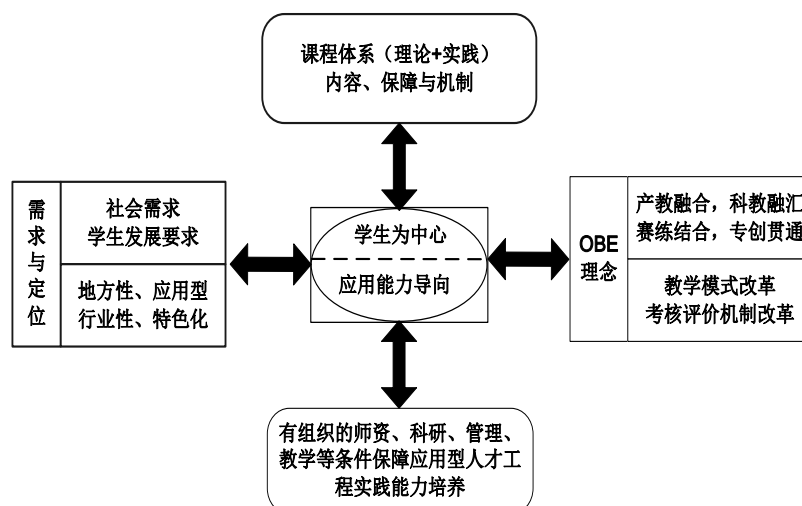 课程体系（理论+实践）
内容、保障与机制
需求与定位
社会需求
学生发展要求
地方性、应用型
行业性、特色化
学生为中心
应用能力导向
OBE
理念
产教融合，科教融汇
赛练结合，专创贯通
教学模式改革
考核评价机制改革
有组织的师资、科研、管理、
教学等条件保障应用型人才工
程实践能力培养